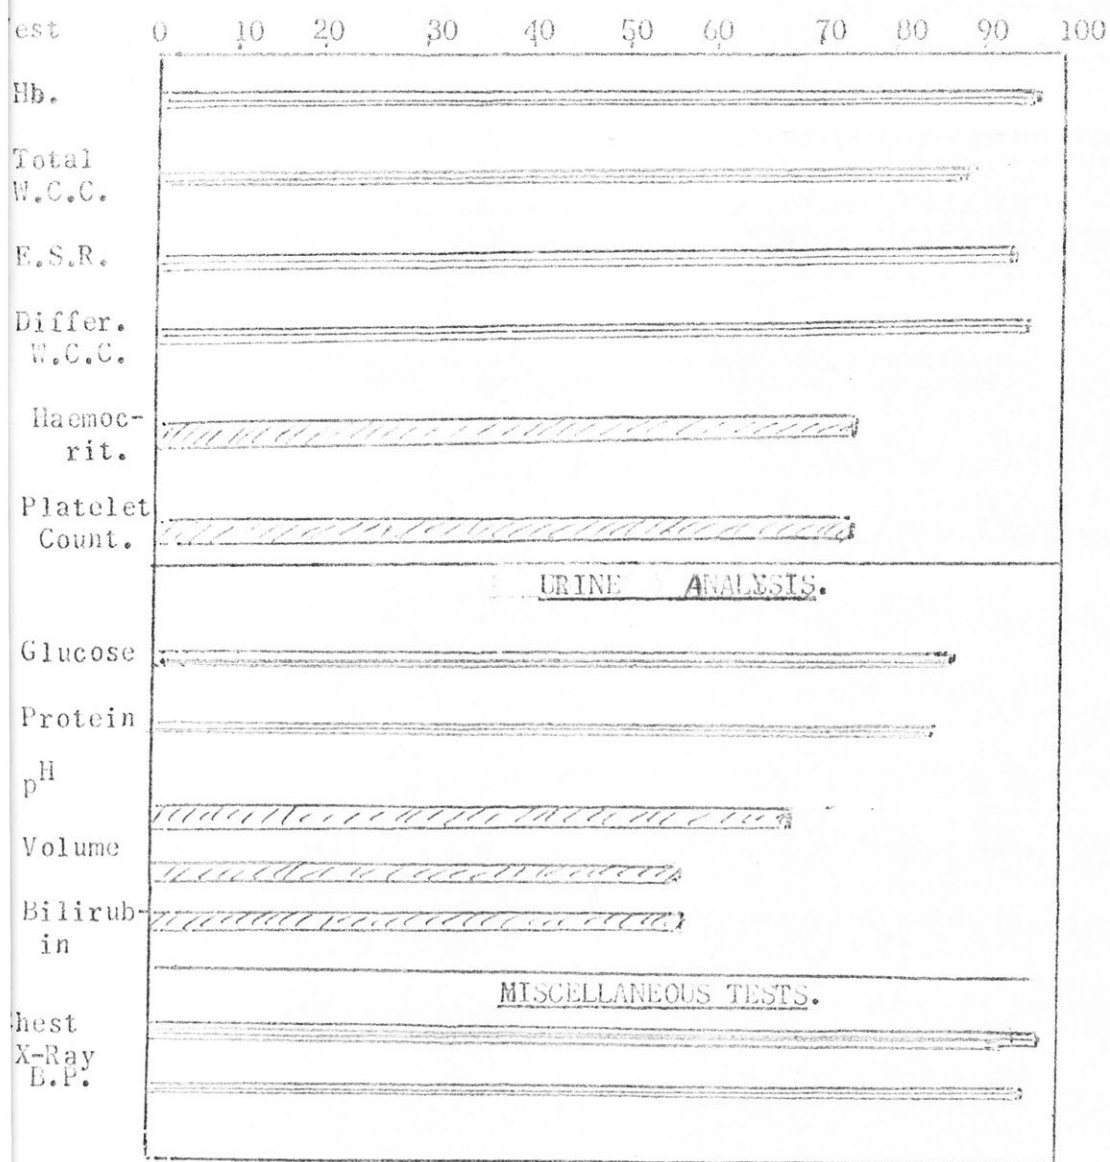 est 0 10 20 30 40 50 60 70 80 90 100
Hb.
Total
W.C.C.
E.S.R.
Differ.
W.C.C.
Haemoc-
rit.
Platelet
Count.
URINE ANALYSIS.
Glucose
Protein
pH
Volume
Bilirub-
in
MISCELLANEOUS TESTS.
hest
X-Ray
B.P.